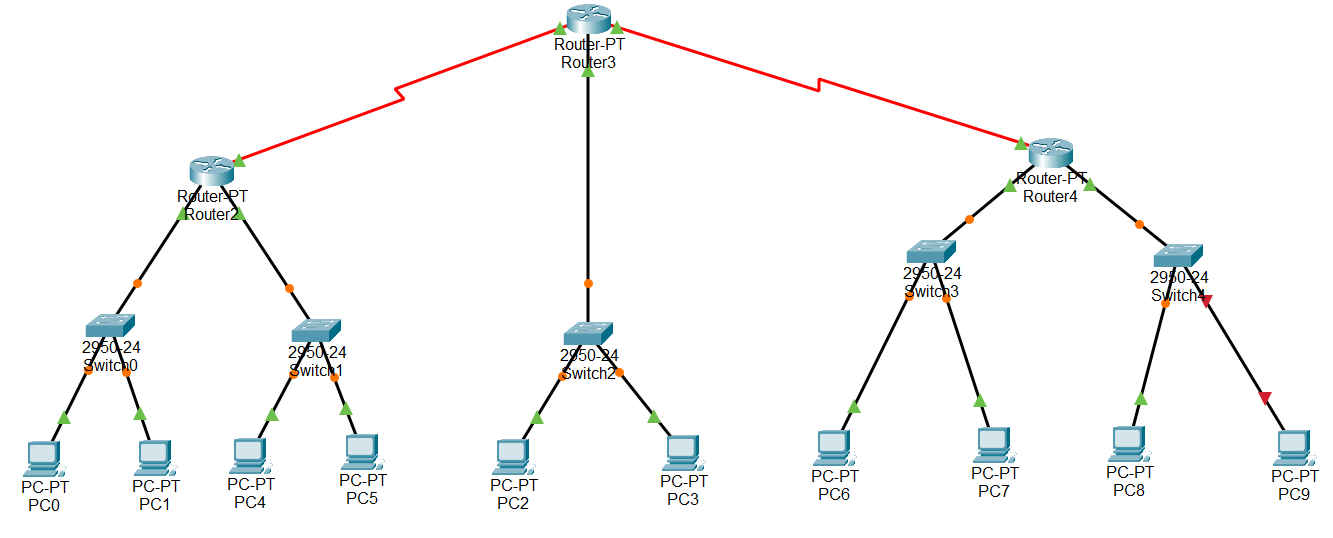 Router-PT
Router3
Router-PT
Router2
Router-PT
Router4
2950-24
Switch0
2950-24
Switch1
2950-24
Switch2
2950-24
Switch3
2950-24
Switch4
PC-PT
PC0
PC-PT
PC1
PC-PT
PC4
PC-PT
PC5
PC-PT
PC2
PC-PT
PC3
PC-PT
PC6
PC-PT
PC7
PC-PT
PC8
PC-PT
PC9